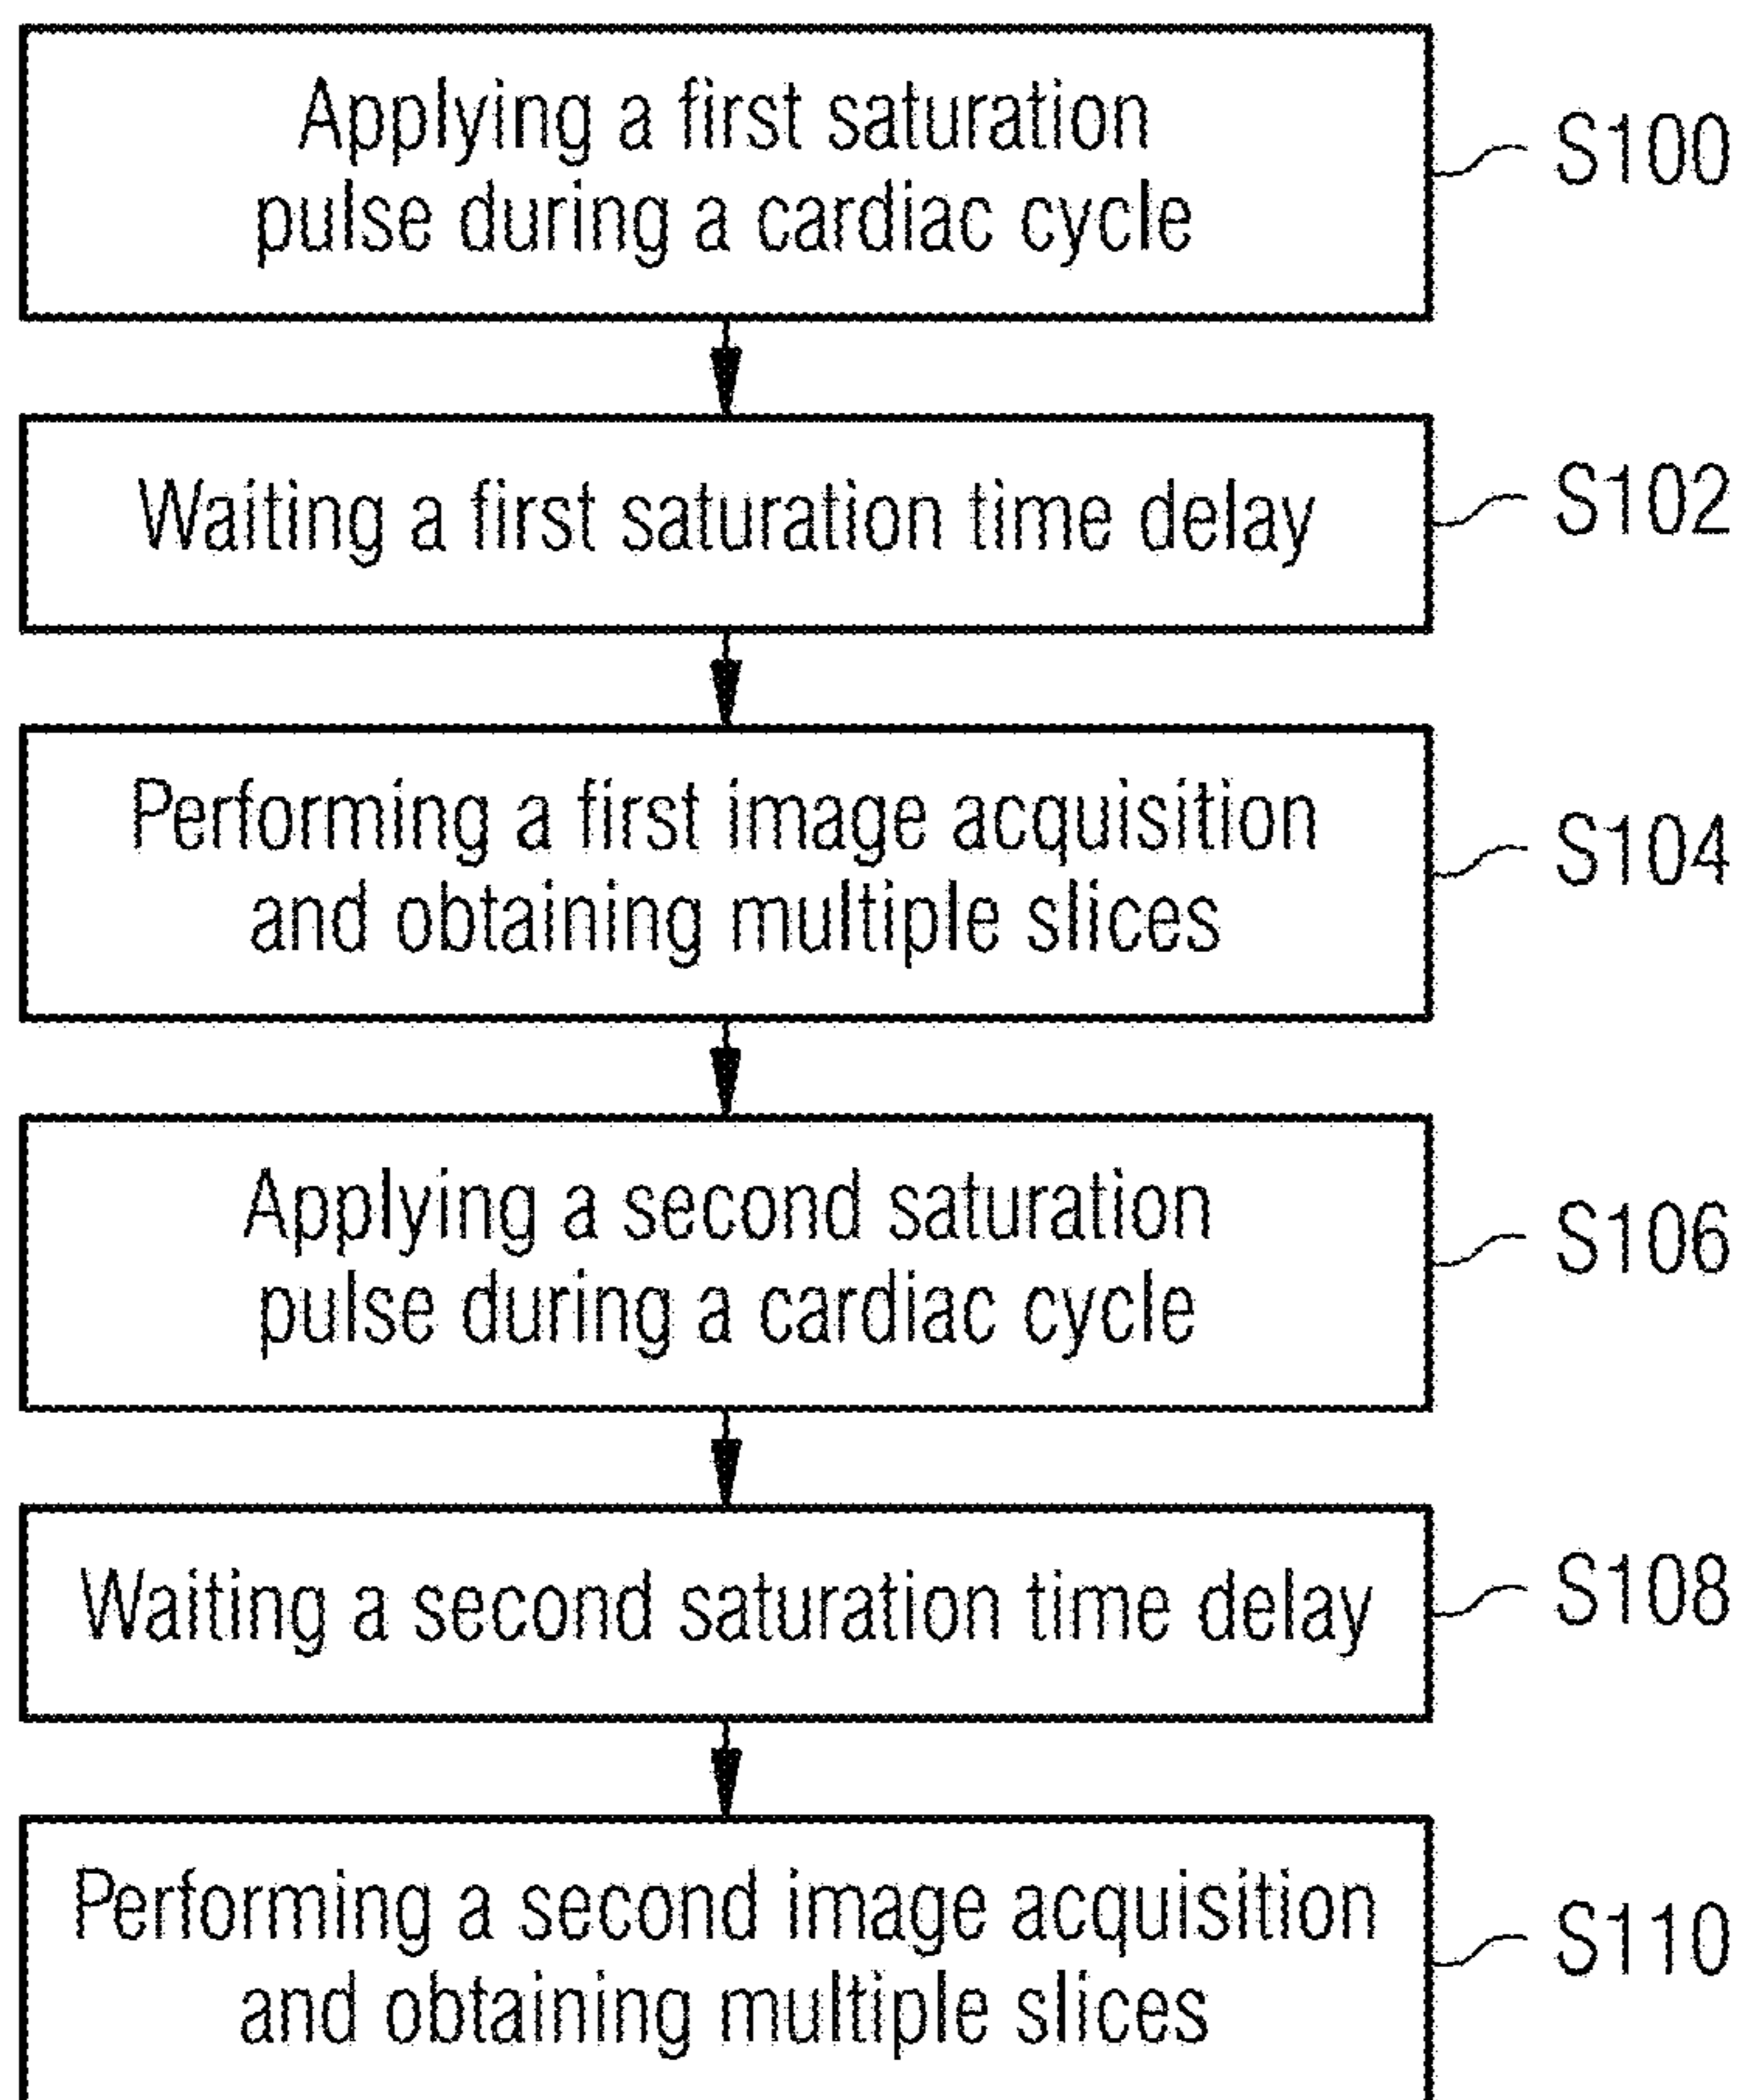 Applying a first saturation
pulse during a cardiac cycle
S100
Waiting a first saturation time delay
S102
Performing a first image acquisition
and obtaining multiple slices
S104
Applying a second saturation
pulse during a cardiac cycle
S106
Waiting a second saturation time delay
S108
Performing a second image acquisition
and obtaining multiple slices
S110